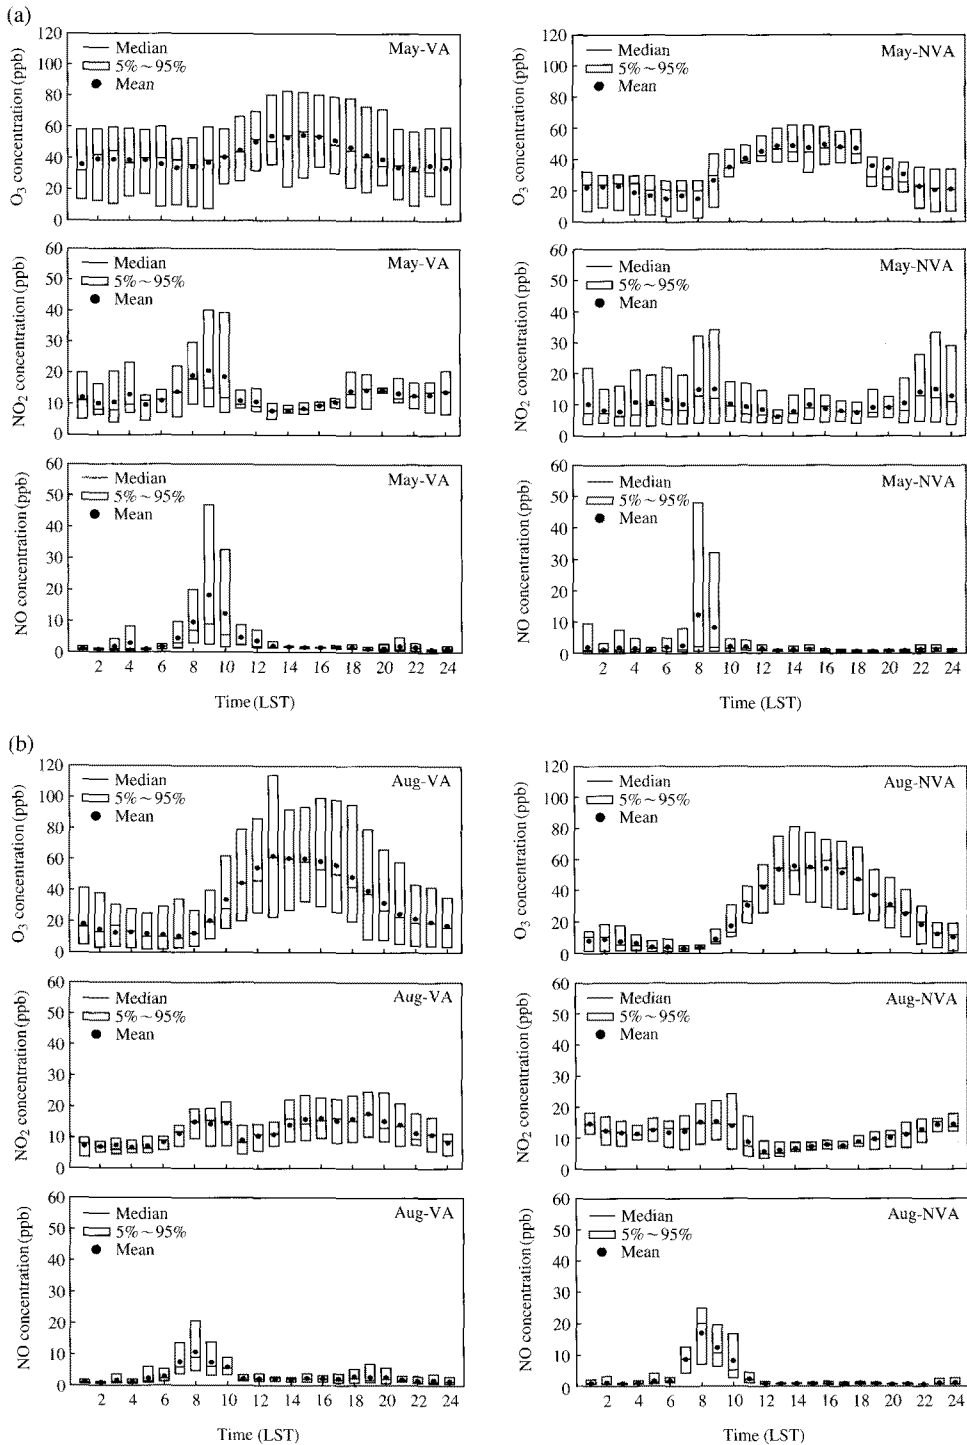 (a)
O3 concentration (ppb)
120
100
80
60
40
20
0
Median
5%~95%
Mean
May-VA
O3 concentration (ppb)
120
100
80
60
40
20
0
Median
5%~95%
Mean
May-NVA
NO2 concentration (ppb)
60
50
40
30
20
10
0
Median
5%~95%
Mean
May-VA
NO2 concentration (ppb)
60
50
40
30
20
10
0
Median
5%~95%
Mean
May-NVA
NO concentration (ppb)
60
50
40
30
20
10
0
Median
5%~95%
Mean
May-VA
2 4 6 8 10 12 14 16 18 20 22 24
Time (LST)
NO concentration (ppb)
60
50
40
30
20
10
0
Median
5%~95%
Mean
May-NVA
2 4 6 8 10 12 14 16 18 20 22 24
Time (LST)
(b)
O3 concentration (ppb)
120
100
80
60
40
20
0
Median
5%~95%
Mean
Aug-VA
O3 concentration (ppb)
120
100
80
60
40
20
0
Median
5%~95%
Mean
Aug-NVA
NO2 concentration (ppb)
60
50
40
30
20
10
0
Median
5%~95%
Mean
Aug-VA
NO2 concentration (ppb)
60
50
40
30
20
10
0
Median
5%~95%
Mean
Aug-NVA
NO concentration (ppb)
60
50
40
30
20
10
0
Median
5%~95%
Mean
Aug-VA
2 4 6 8 10 12 14 16 18 20 22 24
Time (LST)
NO concentration (ppb)
60
50
40
30
20
10
0
Median
5%~95%
Mean
Aug-NVA
2 4 6 8 10 12 14 16 18 20 22 24
Time (LST)